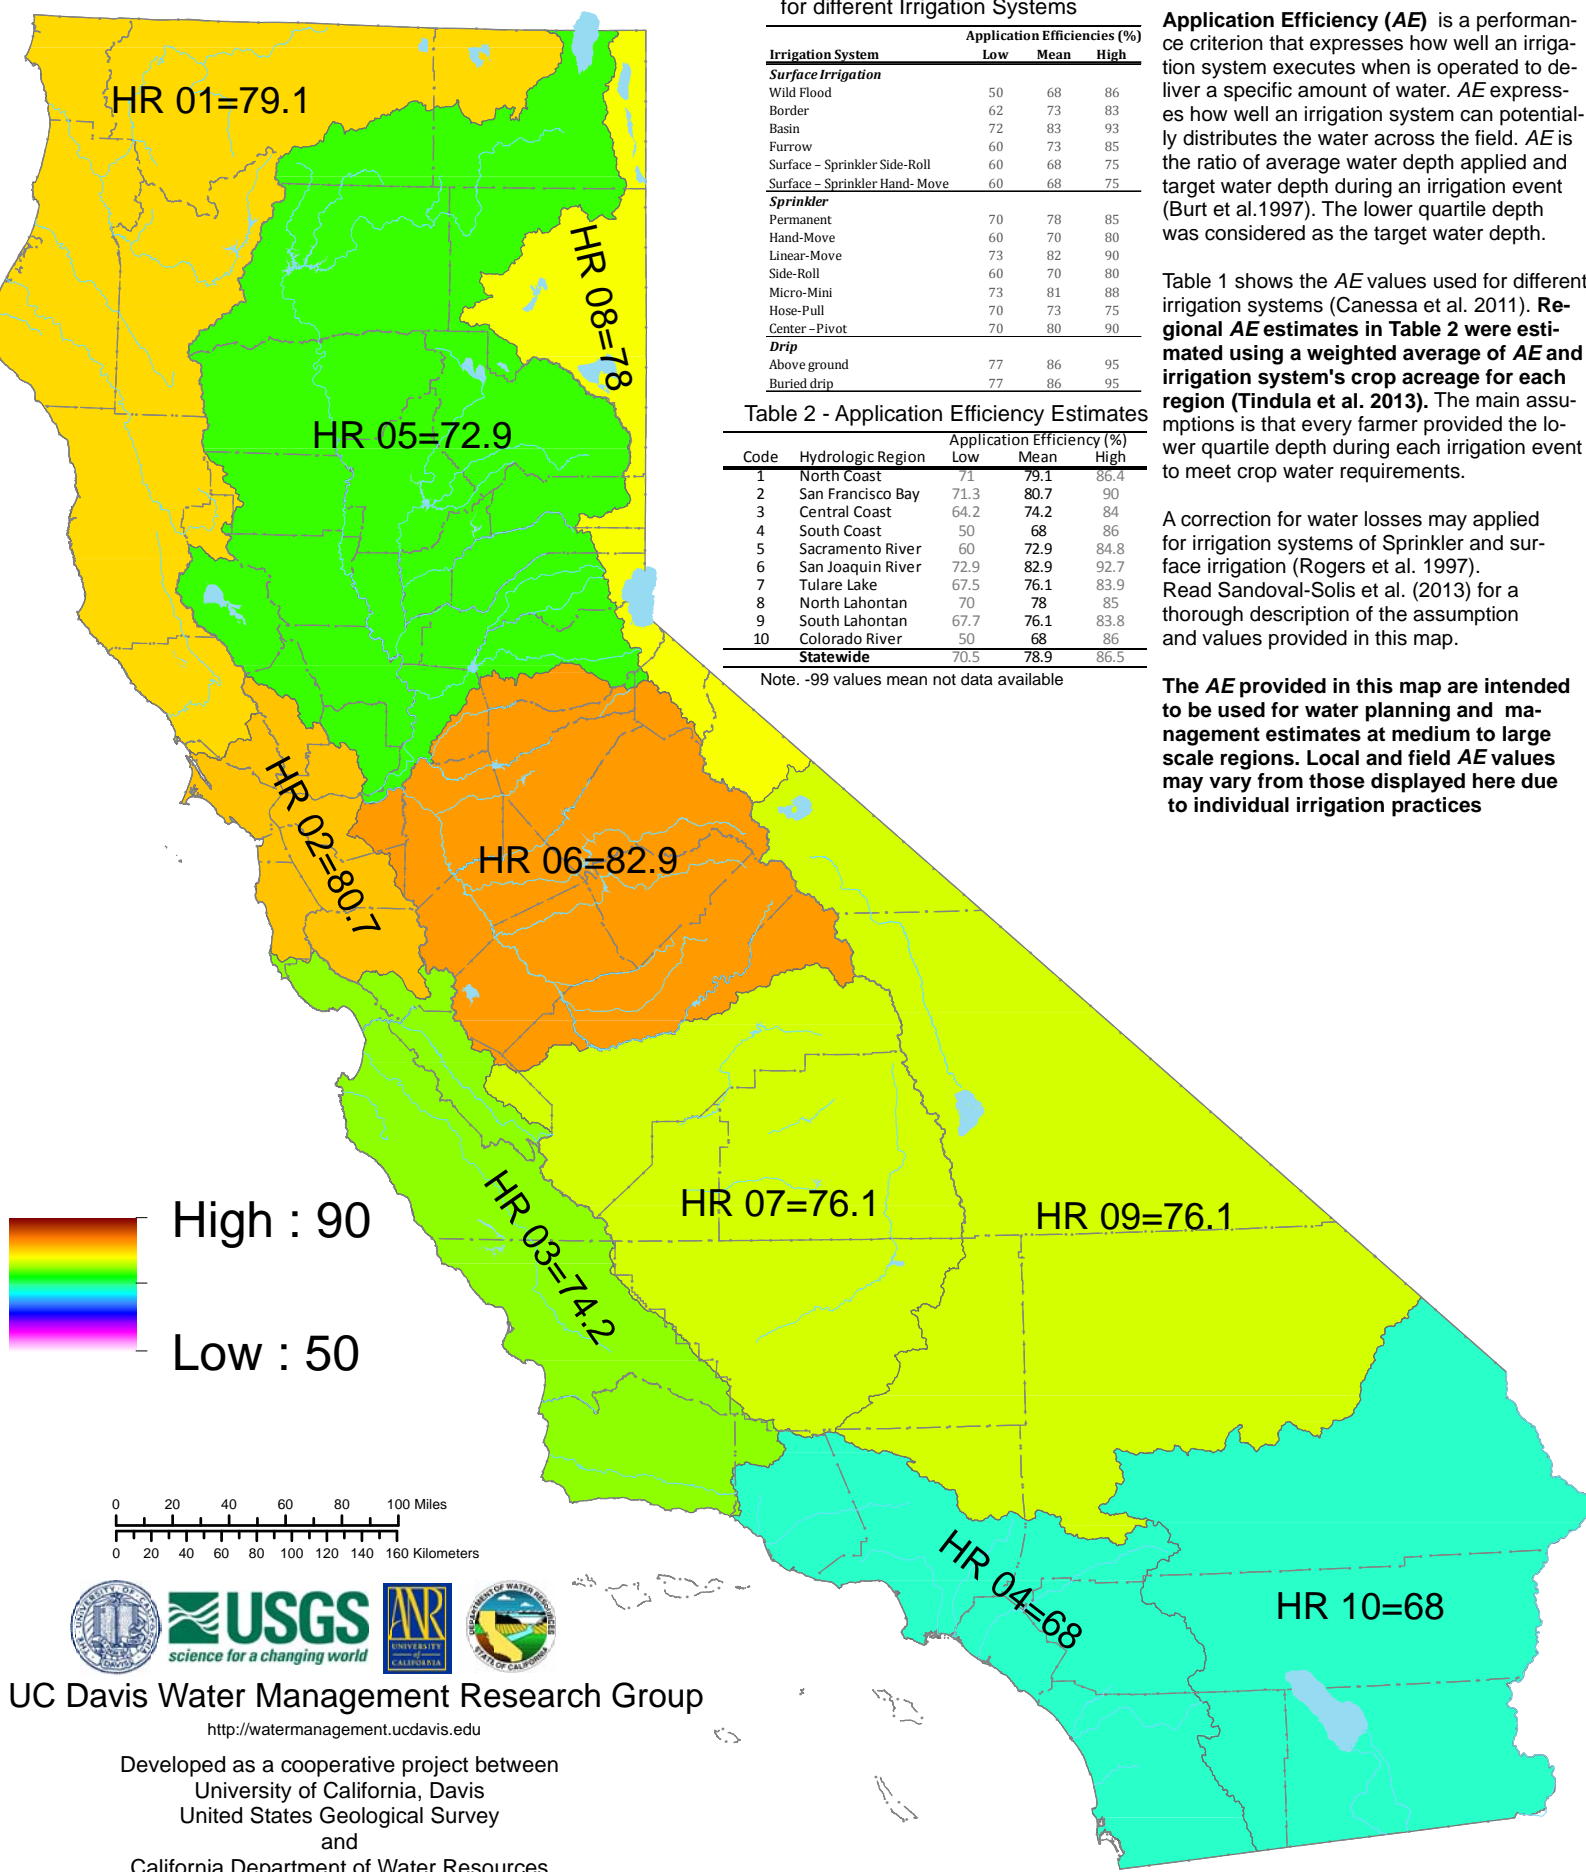 for different Irrigation Systems
Application Efficiencies (%)
Irrigation System Low Mean High
Surface Irrigation
Wild Flood 50 68 86
Border 62 73 83
Basin 72 83 93
Furrow 60 73 85
Surface – Sprinkler Side-Roll 60 68 75
Surface – Sprinkler Hand- Move 60 68 75
Sprinkler
Permanent 70 78 85
Hand-Move 60 70 80
Linear-Move 73 82 90
Side-Roll 60 70 80
Micro-Mini 73 81 88
Hose-Pull 70 73 75
Center –Pivot 70 80 90
Drip
Above ground 77 86 95
Buried drip 77 86 95
Table 2 - Application Efficiency Estimates
Application Efficiency (%)
Code Hydrologic Region Low Mean High
1 North Coast 71 79.1 86.4
2 San Francisco Bay 71.3 80.7 90
3 Central Coast 64.2 74.2 84
4 South Coast 50 68 86
5 Sacramento River 60 72.9 84.8
6 San Joaquin River 72.9 82.9 92.7
7 Tulare Lake 67.5 76.1 83.9
8 North Lahontan 70 78 85
9 South Lahontan 67.7 76.1 83.8
10 Colorado River 50 68 86
Statewide 70.5 78.9 86.5
Note. -99 values mean not data available
Application Efficiency (AE) is a performan-
ce criterion that expresses how well an irriga-
tion system executes when is operated to de-
liver a specific amount of water. AE express-
es how well an irrigation system can potential-
ly distributes the water across the field. AE is
the ratio of average water depth applied and
target water depth during an irrigation event
(Burt et al.1997). The lower quartile depth
was considered as the target water depth.
Table 1 shows the AE values used for different
irrigation systems (Canessa et al. 2011). Re-
gional AE estimates in Table 2 were esti-
mated using a weighted average of AE and
irrigation system's crop acreage for each
region (Tindula et al. 2013). The main assu-
mptions is that every farmer provided the lo-
wer quartile depth during each irrigation event
to meet crop water requirements.
A correction for water losses may applied
for irrigation systems of Sprinkler and sur-
face irrigation (Rogers et al. 1997).
Read Sandoval-Solis et al. (2013) for a
thorough description of the assumption
and values provided in this map.
The AE provided in this map are intended
to be used for water planning and ma-
nagement estimates at medium to large
scale regions. Local and field AE values
may vary from those displayed here due
to individual irrigation practices
HR 01=79.1
HR 08=78
HR 05=72.9
HR 02=80.7
HR 06=82.9
HR 03=74.2
HR 07=76.1
HR 09=76.1
HR 04=68
HR 10=68
High : 90
Low : 50
0 20 40 60 80 100 Miles
0 20 40 60 80 100 120 140 160 Kilometers
USGS
science for a changing world
ANR
UNIVERSITY
of
CALIFORNIA
DEPARTMENT OF WATER RESOURCES
STATE OF CALIFORNIA
UNIVERSITY OF CALIFORNIA
DAVIS
UC Davis Water Management Research Group
http://watermanagement.ucdavis.edu
Developed as a cooperative project between
University of California, Davis
United States Geological Survey
and
California Department of Water Resources